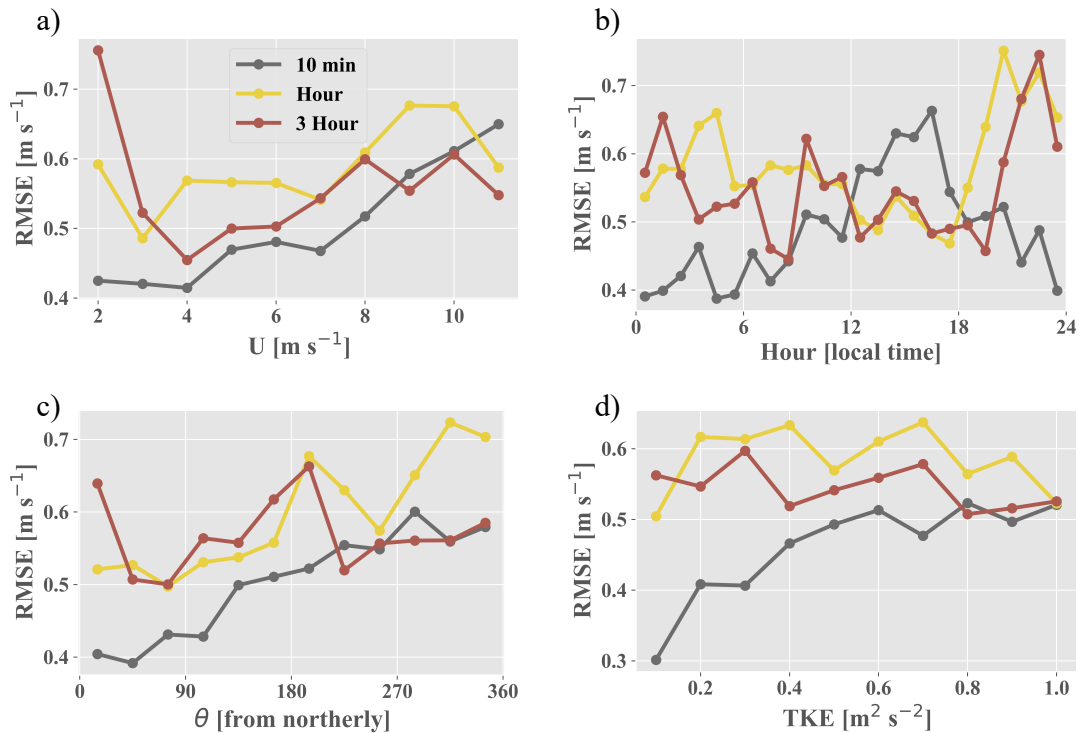 a)
0.7
0.6
0.5
0.4
RMSE [m s⁻¹]
10 min
Hour
3 Hour
2 4 6 8 10
U [m s⁻¹]
b)
0.7
0.6
0.5
0.4
RMSE [m s⁻¹]
0 6 12 18 24
Hour [local time]
c)
0.7
0.6
0.5
0.4
RMSE [m s⁻¹]
0 90 180 270 360
θ [from northerly]
d)
0.6
0.5
0.4
0.3
RMSE [m s⁻¹]
0.2 0.4 0.6 0.8 1.0
TKE [m² s⁻²]